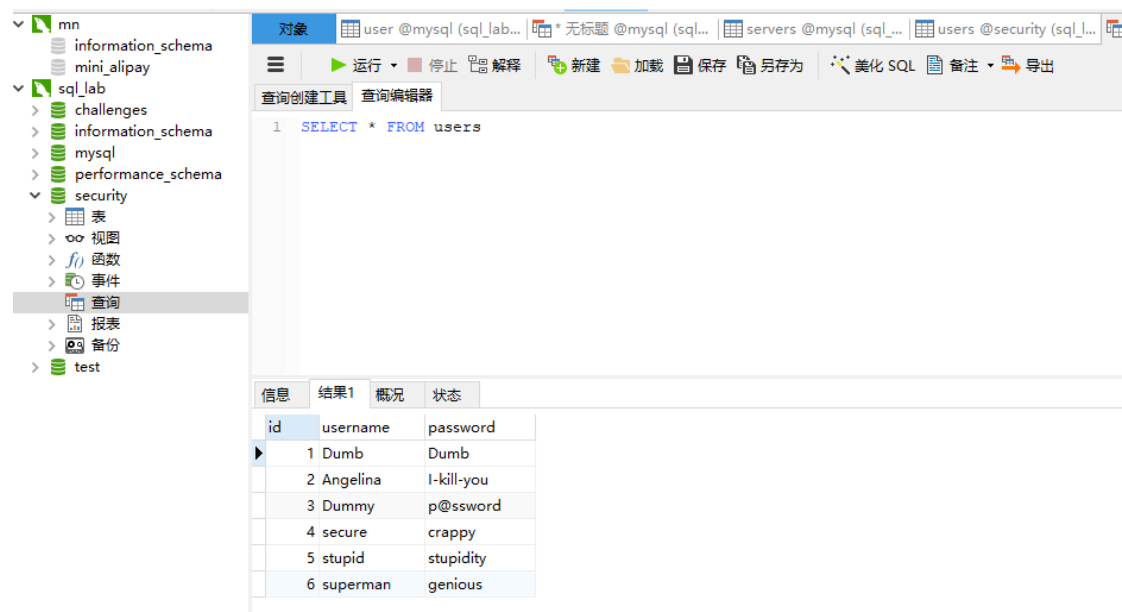 mn
information_schema
mini_alipay
sql_lab
challenges
information_schema
mysql
performance_schema
security
表
视图
f() 函数
事件
查询
报表
备份
test
对象 user @mysql (sql_lab... * 无标题 @mysql (sql... servers @mysql (sql_... users @security (sql_l...
运行 停止 解释 新建 加载 保存 另存为 美化 SQL 备注 导出
查询创建工具 查询编辑器
1 SELECT * FROM users
信息 结果1 概况 状态
id username password
1 Dumb Dumb
2 Angelina I-kill-you
3 Dummy p@ssword
4 secure crappy
5 stupid stupidity
6 superman genious